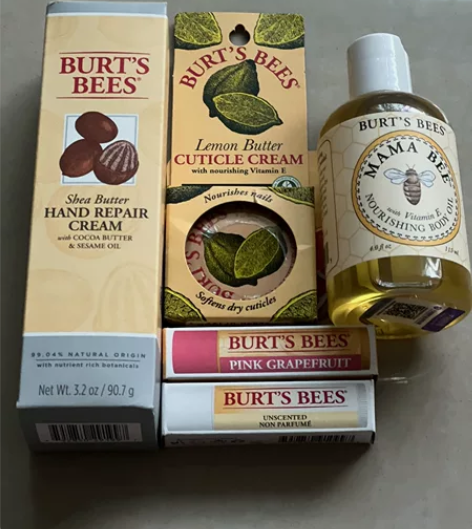 BURT'S
BEES
Shea Butter
HAND REPAIR
CREAM
with COCOA BUTTER
& SESAME OIL
99.04% NATURAL ORIGIN
with nutrient rich botanicals
Net Wt. 3.2 oz / 90.7 g
BURT'S BEES
Lemon Butter
CUTICLE CREAM
with nourishing Vitamin E
Nourishes nails
BURT'S
Softens dry cuticles
BURT'S BEES
MAMA BEE
with Vitamin E
NOURISHING BODY OIL
BURT'S BEES
PINK GRAPEFRUIT
BURT'S BEES
UNSCENTED
NON PARFUMÉ